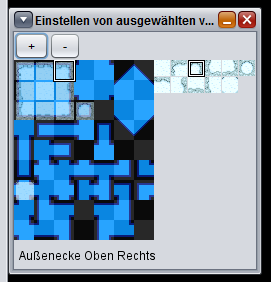 Einstellen von ausgewählten v...
+
-
Außenecke Oben Rechts